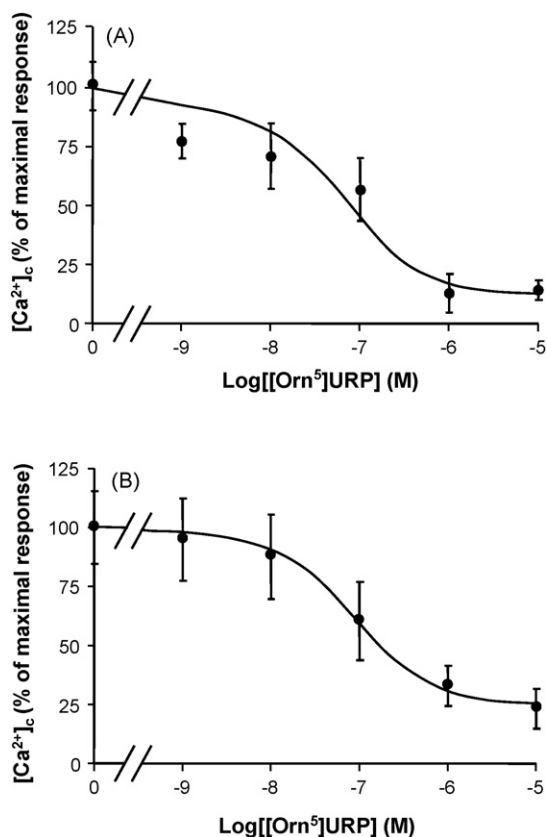 (A)
[Ca²⁺]c (% of maximal response)
125
100
75
50
25
0
0 -9 -8 -7 -6 -5
Log[[Orn⁵]URP] (M)
(B)
[Ca²⁺]c (% of maximal response)
125
100
75
50
25
0
0 -9 -8 -7 -6 -5
Log[[Orn⁵]URP] (M)